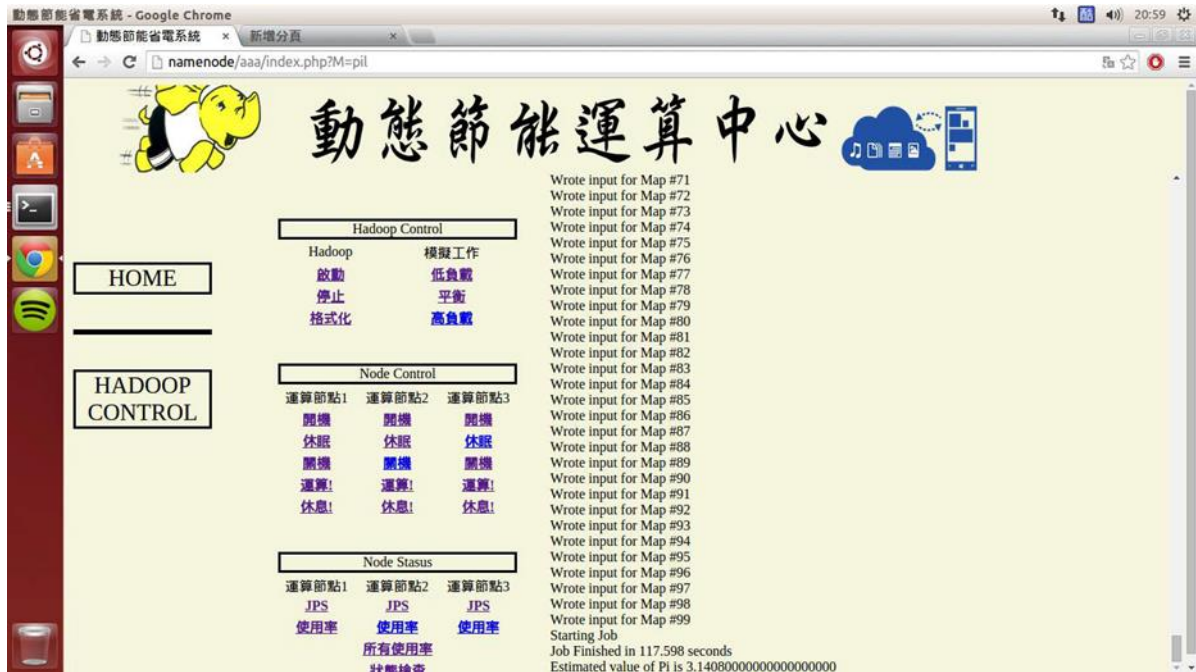 動態節能省電系統 - Google Chrome
20:59
動態節能省電系統 × 新增分頁 ×
namenode/aaa/index.php?M=pil
動態節能運算中心
HOME
HADOOP
CONTROL
Hadoop Control
Hadoop 模擬工作
啟動 低負載
停止 平衡
格式化 高負載
Node Control
運算節點1 運算節點2 運算節點3
開機 開機 開機
休眠 休眠 休眠
關機 關機 關機
運算! 運算! 運算!
休息! 休息! 休息!
Node Stasus
運算節點1 運算節點2 運算節點3
JPS JPS JPS
使用率 使用率 使用率
所有使用率
狀態檢查
Wrote input for Map #71
Wrote input for Map #72
Wrote input for Map #73
Wrote input for Map #74
Wrote input for Map #75
Wrote input for Map #76
Wrote input for Map #77
Wrote input for Map #78
Wrote input for Map #79
Wrote input for Map #80
Wrote input for Map #81
Wrote input for Map #82
Wrote input for Map #83
Wrote input for Map #84
Wrote input for Map #85
Wrote input for Map #86
Wrote input for Map #87
Wrote input for Map #88
Wrote input for Map #89
Wrote input for Map #90
Wrote input for Map #91
Wrote input for Map #92
Wrote input for Map #93
Wrote input for Map #94
Wrote input for Map #95
Wrote input for Map #96
Wrote input for Map #97
Wrote input for Map #98
Wrote input for Map #99
Starting Job
Job Finished in 117.598 seconds
Estimated value of Pi is 3.14080000000000000000